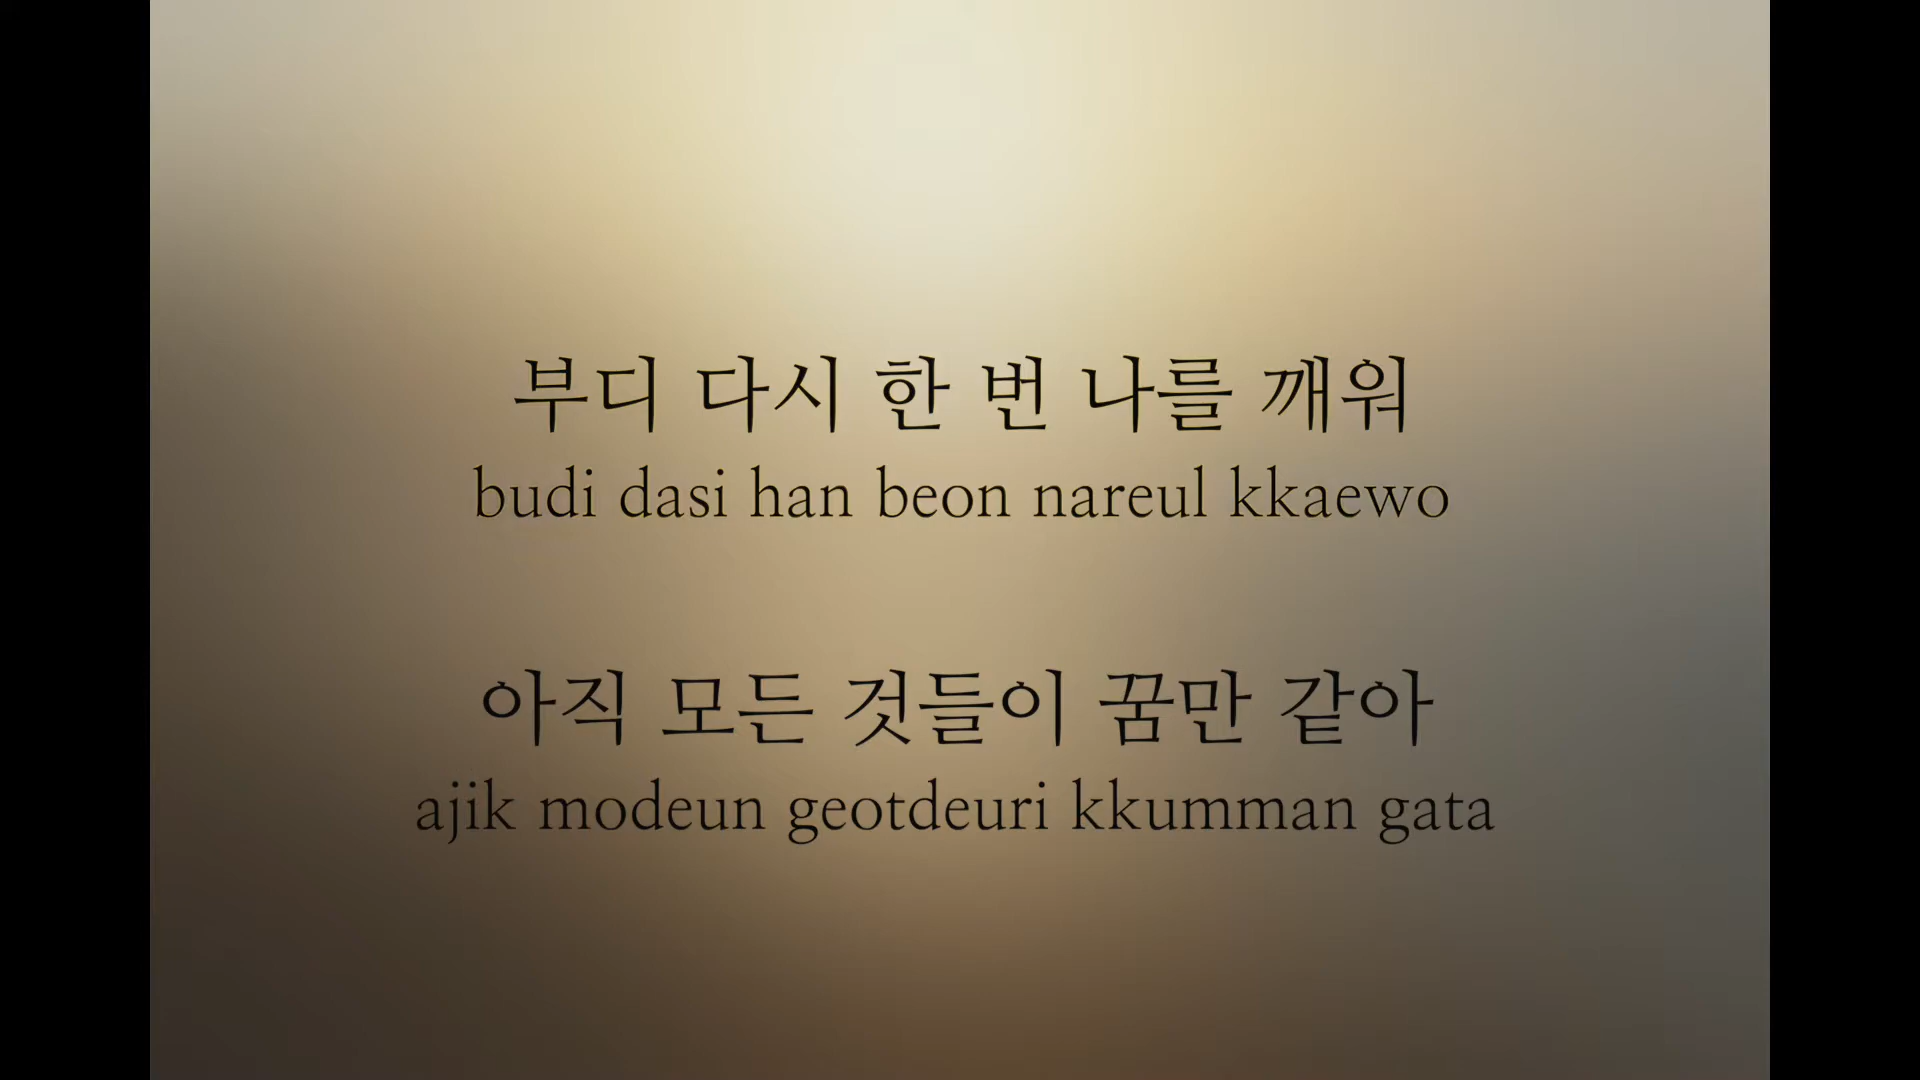 부디 다시 한 번 나를 깨워
budi dasi han beon nareul kkaewo
아직 모든 것들이 꿈만 같아
ajik modeun geotdeuri kkumman gata